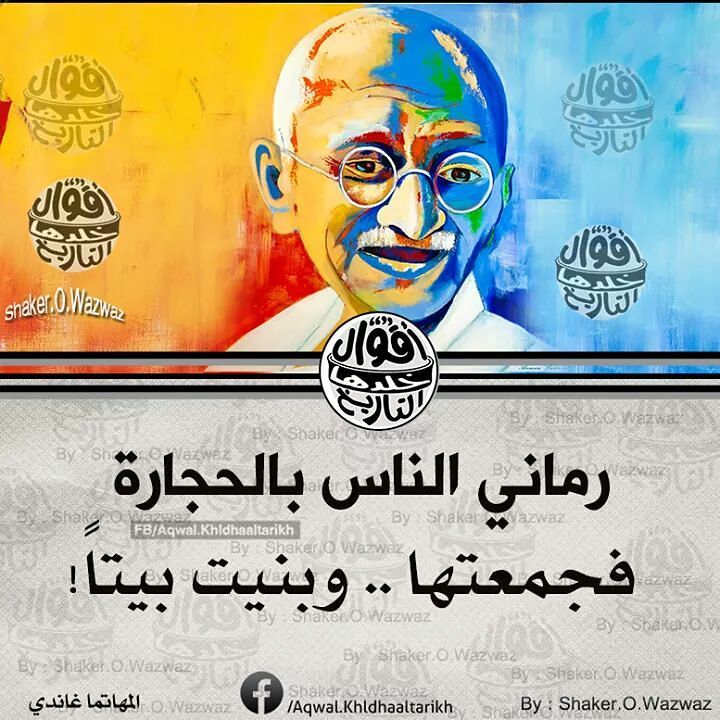 أقوال خلدها التاريخ
Shaker.O.Wazwaz
رماني الناس بالحجارة
FB/Aqwal.Khldhaaltarikh
فجمعتها .. وبنيت بيتاً!
المهاتما غاندي
/Aqwal.Khldhaaltarikh
By : Shaker.O.Wazwaz